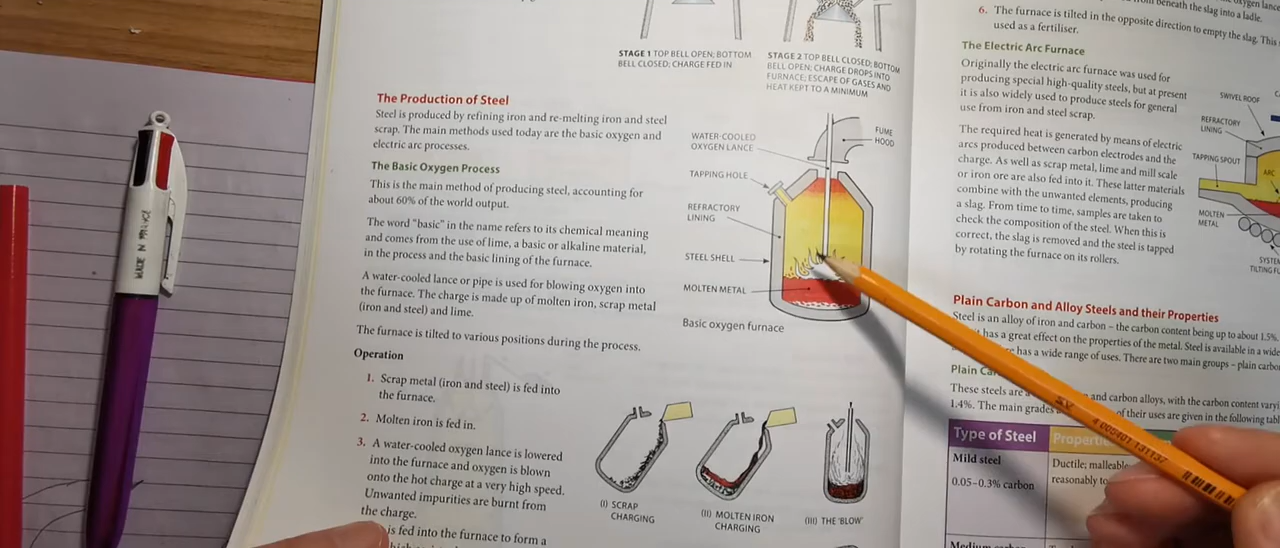 STAGE 1 TOP BELL OPEN; BOTTOM
BELL CLOSED; CHARGE FED IN
STAGE 2 TOP BELL CLOSED; BOTTOM
BELL OPEN; CHARGE DROPS INTO
FURNACE; ESCAPE OF GASES AND
HEAT KEPT TO A MINIMUM
The Production of Steel
Steel is produced by refining iron and re-melting iron and steel
scrap. The main methods used today are the basic oxygen and
electric arc processes.
The Basic Oxygen Process
This is the main method of producing steel, accounting for
about 60% of the world output.
The word "basic" in the name refers to its chemical meaning
and comes from the use of lime, a basic or alkaline material,
in the process and the basic lining of the furnace.
A water-cooled lance or pipe is used for blowing oxygen into
the furnace. The charge is made up of molten iron, scrap metal
(iron and steel) and lime.
The furnace is tilted to various positions during the process.
Operation
1. Scrap metal (iron and steel) is fed into
the furnace.
2. Molten iron is fed in.
3. A water-cooled oxygen lance is lowered
into the furnace and oxygen is blown
onto the hot charge at a very high speed.
Unwanted impurities are burnt from
the charge.
is fed into the furnace to form a
WATER-COOLED
OXYGEN LANCE
FUME
HOOD
TAPPING HOLE
REFRACTORY
LINING
STEEL SHELL
MOLTEN METAL
Basic oxygen furnace
(I) SCRAP
CHARGING
(II) MOLTEN IRON
CHARGING
(III) THE 'BLOW'
beneath the slag into a ladle.
6. The furnace is tilted in the opposite direction to empty the slag. This
used as a fertiliser.
The Electric Arc Furnace
Originally the electric arc furnace was used for
producing special high-quality steels, but at present
it is also widely used to produce steels for general
use from iron and steel scrap.
The required heat is generated by means of electric
arcs produced between carbon electrodes and the
charge. As well as scrap metal, lime and mill scale
or iron ore are also fed into it. These latter materials
combine with the unwanted elements, producing
a slag. From time to time, samples are taken to
check the composition of the steel. When this is
correct, the slag is removed and the steel is tapped
by rotating the furnace on its rollers.
SWIVEL ROOF
REFRACTORY
LINING
TAPPING SPOUT
ARC
MOLTEN
METAL
SYSTEM
TILTING
Plain Carbon and Alloy Steels and their Properties
Steel is an alloy of iron and carbon – the carbon content being up to about 1.5%.
has a great effect on the properties of the metal. Steel is available in a wide
has a wide range of uses. There are two main groups – plain carbon
Plain
These steels are and carbon alloys, with the carbon content
1.4%. The main grades of their uses are given in the following
Type of Steel
Mild steel
0.05–0.3% carbon
Ductile; malleable
reasonably
Medium carbon
MADE IN FRANCE